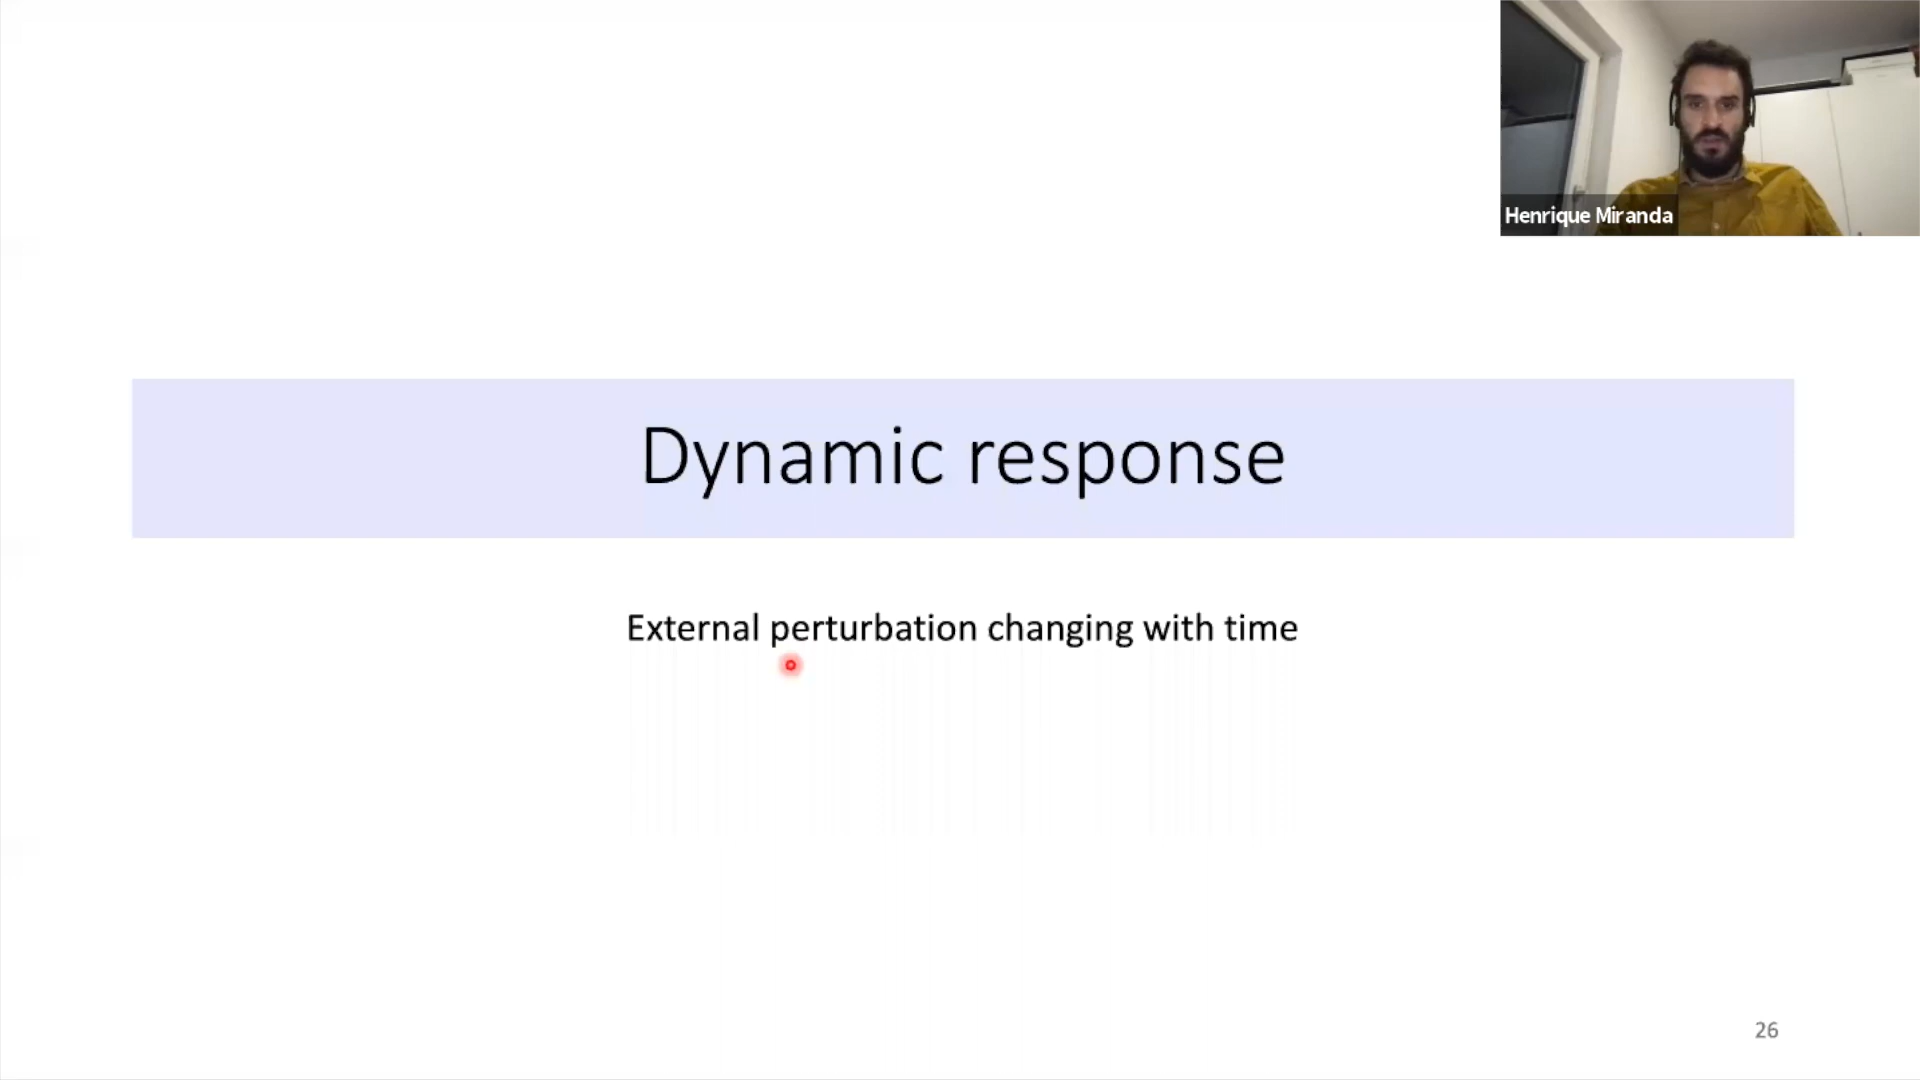 Henrique Miranda
Dynamic response
External perturbation changing with time
26